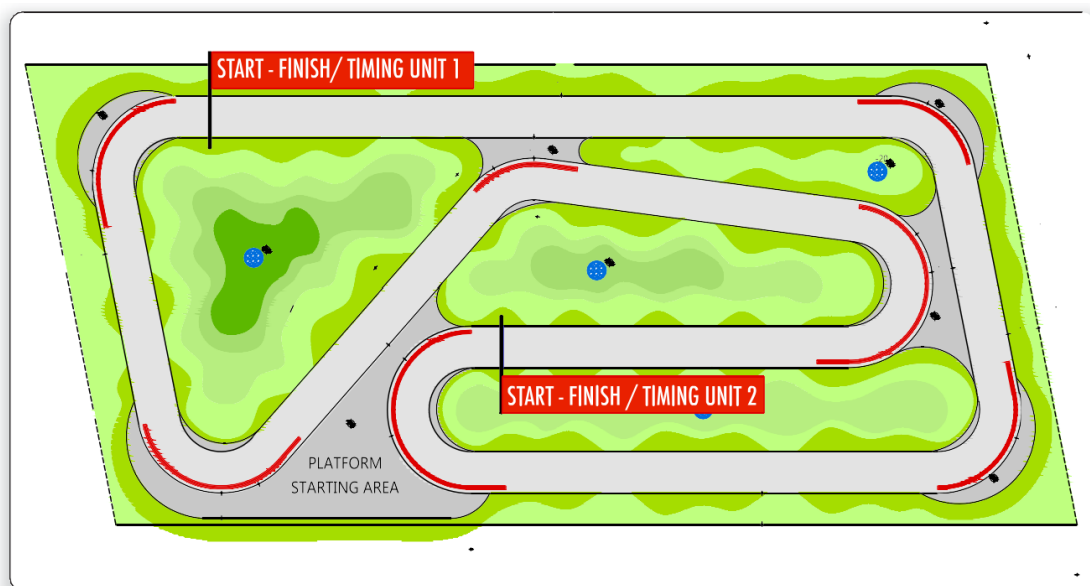 START - FINISH/ TIMING UNIT 1
START - FINISH / TIMING UNIT 2
PLATFORM
STARTING AREA